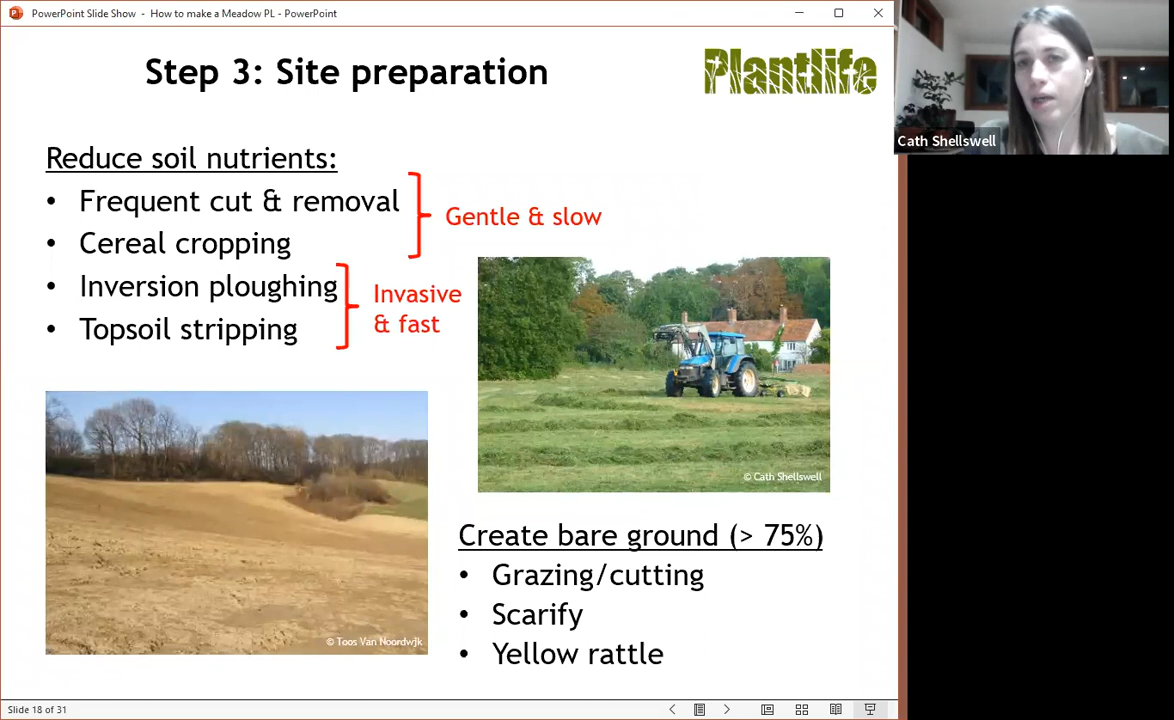 PowerPoint Slide Show - How to make a Meadow PL - PowerPoint
Step 3: Site preparation
Plantlife
Cath Shellswell
Reduce soil nutrients:
• Frequent cut & removal
• Cereal cropping
Gentle & slow
• Inversion ploughing
• Topsoil stripping
Invasive
& fast
© Cath Shellswell
© Toos Van Noordwjk
Create bare ground (> 75%)
• Grazing/cutting
• Scarify
• Yellow rattle
Slide 18 of 31